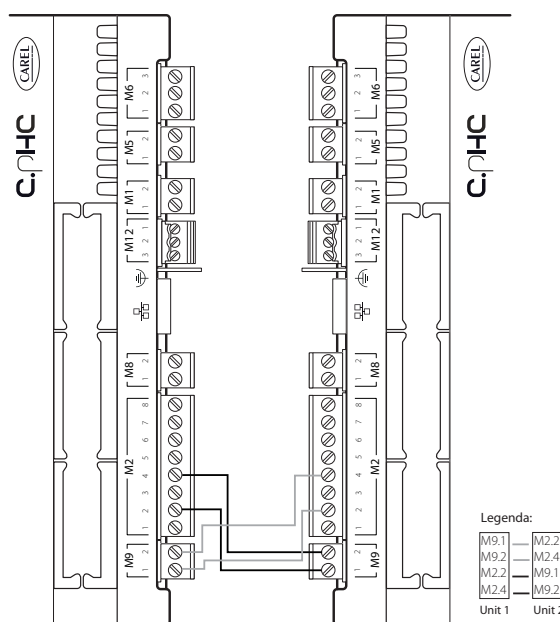 CAREL
c.pHC
M6
3
2
1
M5
2
1
M1
2
1
M12
3
2
1
M8
2
1
M2
8
7
6
5
4
3
2
1
M9
2
1
CAREL
c.pHC
M6
3
2
1
M5
2
1
M1
2
1
M12
3
2
1
M8
2
1
M2
8
7
6
5
4
3
2
1
M9
2
1
Legenda:
M9.1 M2.2
M9.2 M2.4
M2.2 M9.1
M2.4 M9.2
Unit 1 Unit 2